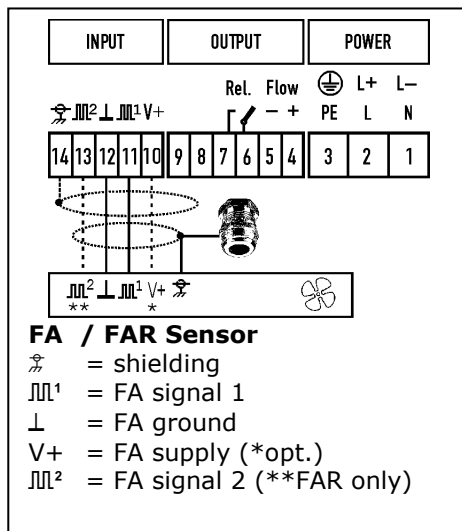 INPUT OUTPUT POWER
Rel. Flow L+ L–
2 1 V+ – + PE L N
14 13 12 11 10 9 8 7 6 5 4 3 2 1
2 1 V+
** *
FA / FAR Sensor
= shielding
1 = FA signal 1
⊥ = FA ground
V+ = FA supply (*opt.)
2 = FA signal 2 (**FAR only)